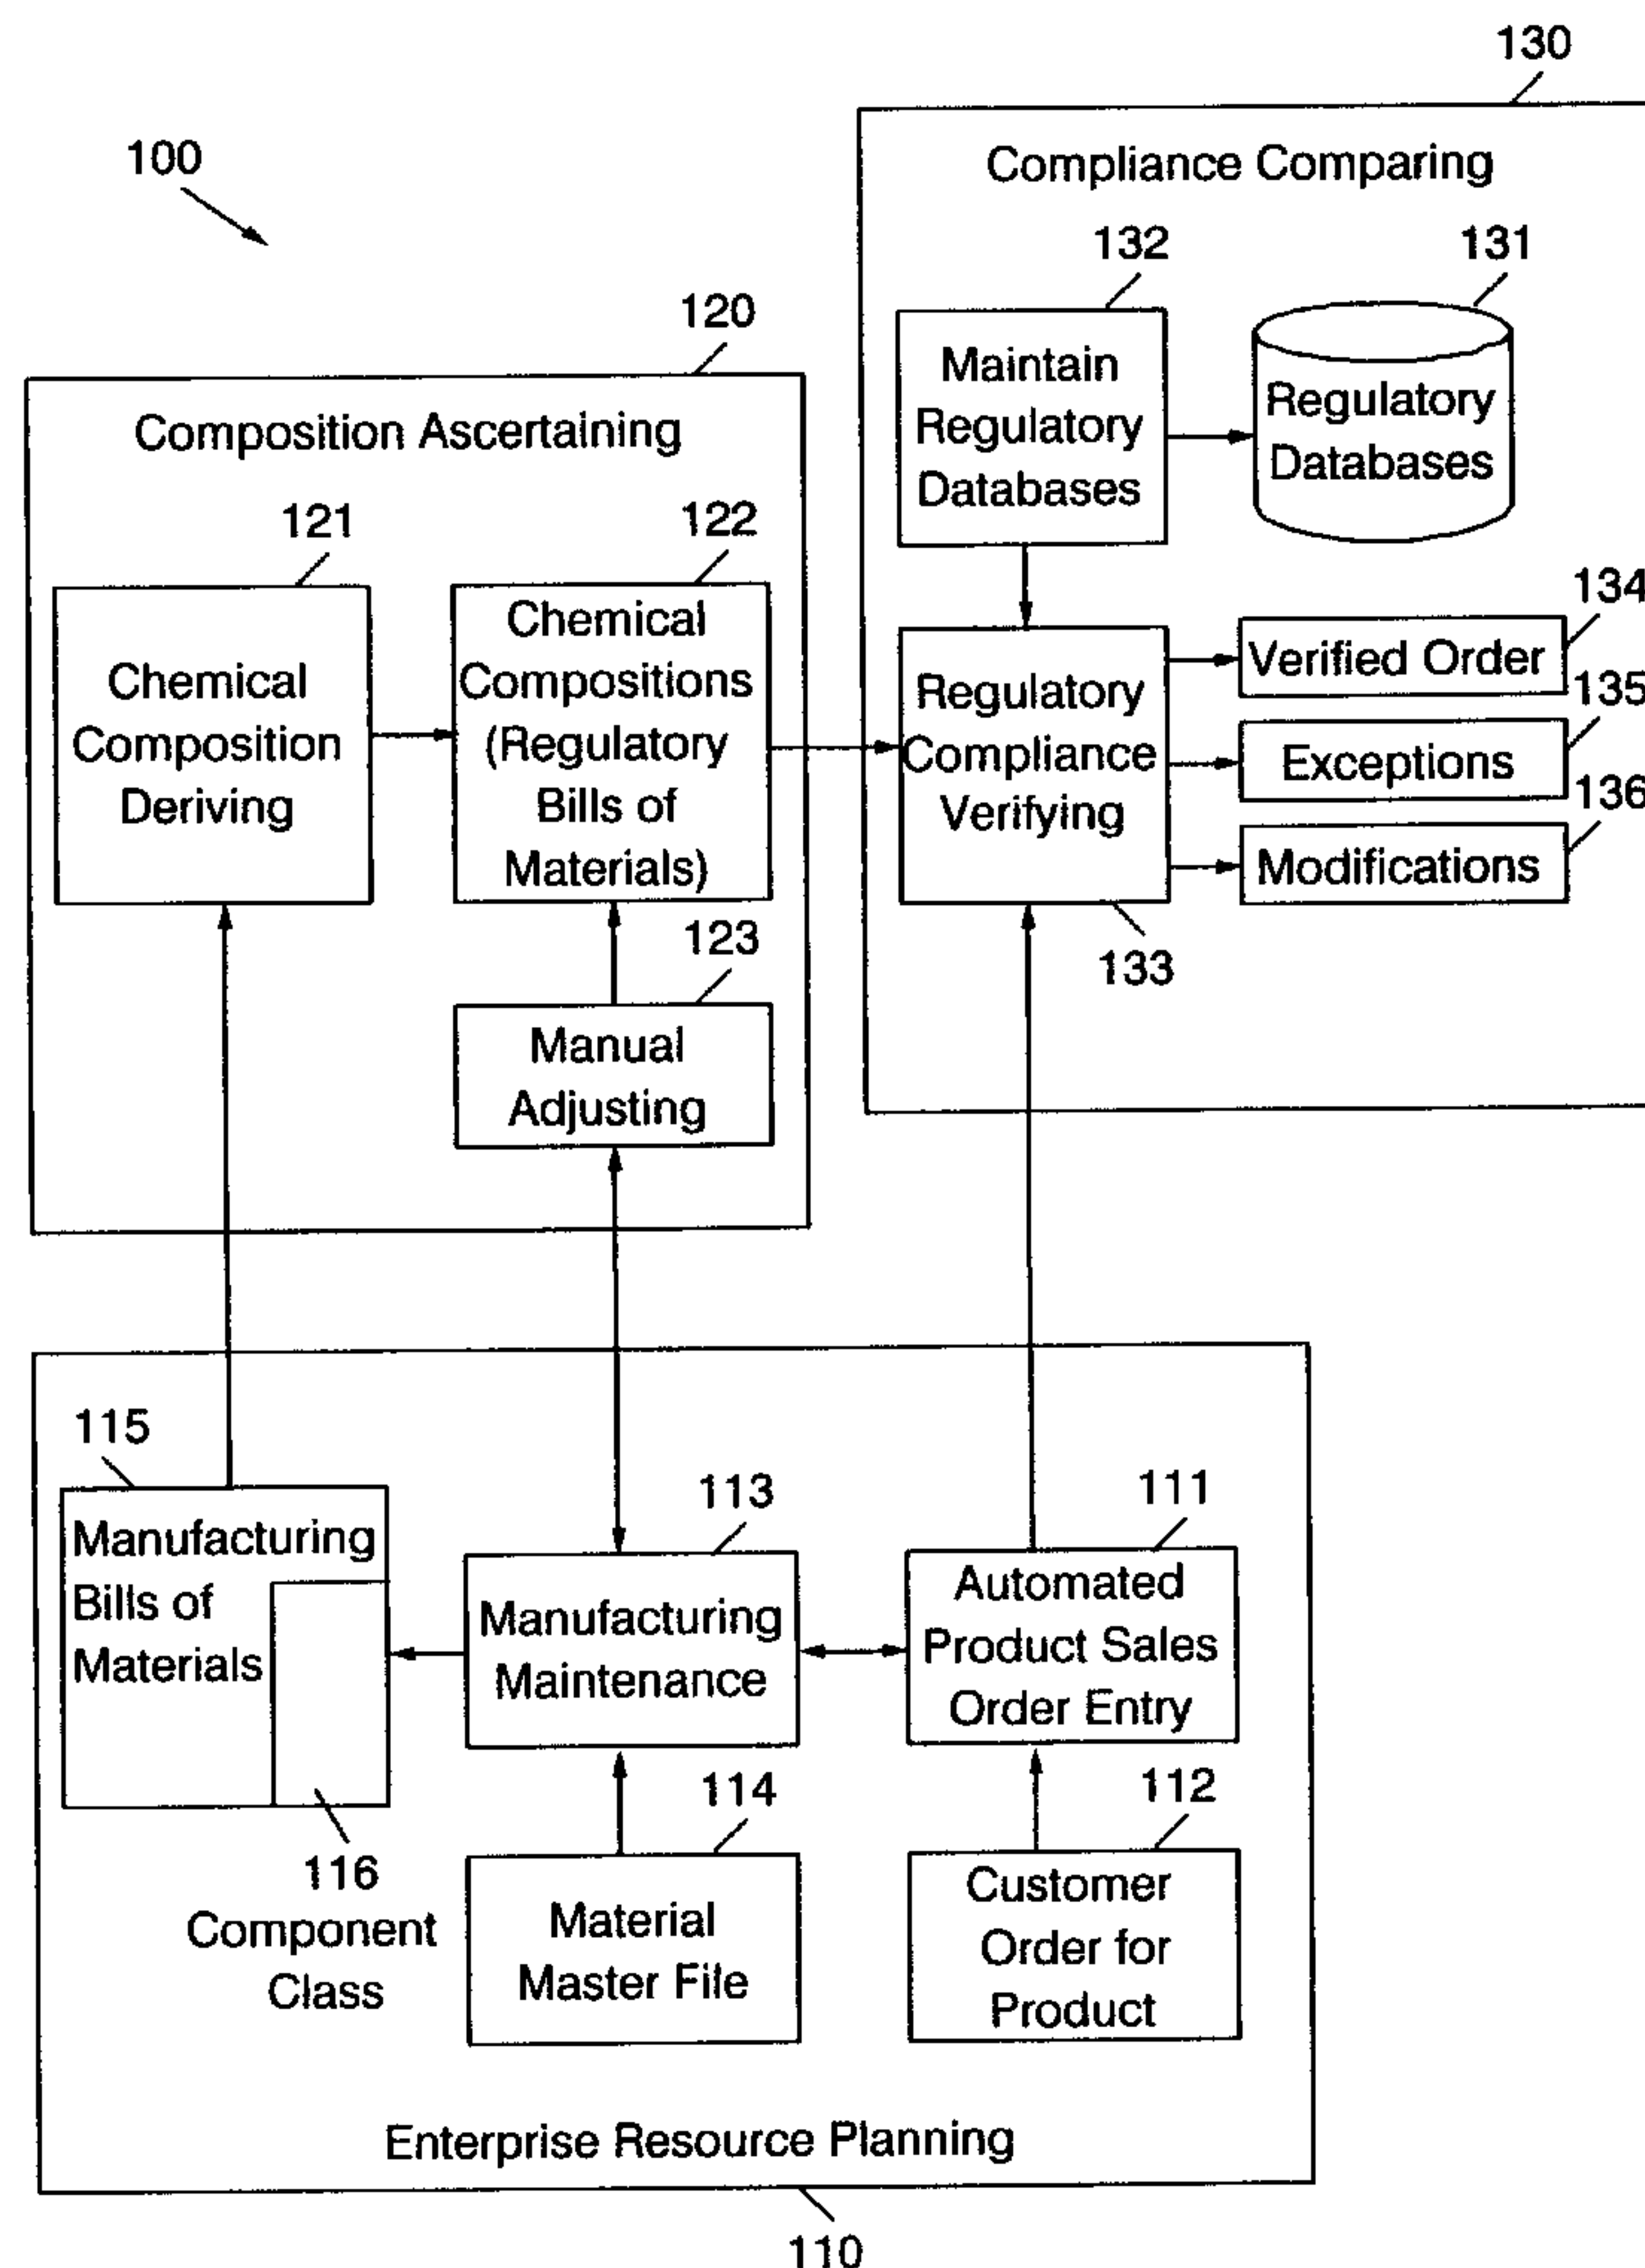 130
100
Compliance Comparing
132
131
120
Maintain
Regulatory
Databases
Regulatory
Databases
Composition Ascertaining
121
122
134
Chemical
Composition
Deriving
Chemical
Compositions
(Regulatory
Bills of
Materials)
Regulatory
Compliance
Verifying
Verified Order
135
Exceptions
136
Modifications
123
133
Manual
Adjusting
115
113
111
Manufacturing
Bills of
Materials
Manufacturing
Maintenance
Automated
Product Sales
Order Entry
114
112
116
Component
Class
Material
Master File
Customer
Order for
Product
Enterprise Resource Planning
110